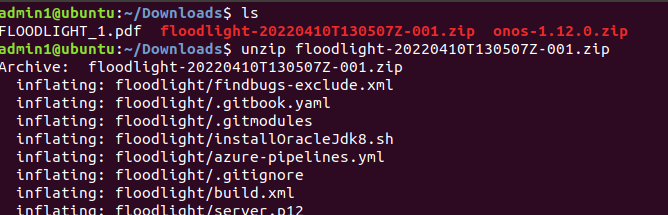 admin1@ubuntu:~/Downloads$ ls
FLOODLIGHT_1.pdf  floodlight-20220410T130507Z-001.zip  onos-1.12.0.zip
admin1@ubuntu:~/Downloads$ unzip floodlight-20220410T130507Z-001.zip
Archive:  floodlight-20220410T130507Z-001.zip
  inflating: floodlight/findbugs-exclude.xml
  inflating: floodlight/.gitbook.yaml
  inflating: floodlight/.gitmodules
  inflating: floodlight/installOracleJdk8.sh
  inflating: floodlight/azure-pipelines.yml
  inflating: floodlight/.gitignore
  inflating: floodlight/build.xml
  inflating: floodlight/server.p12